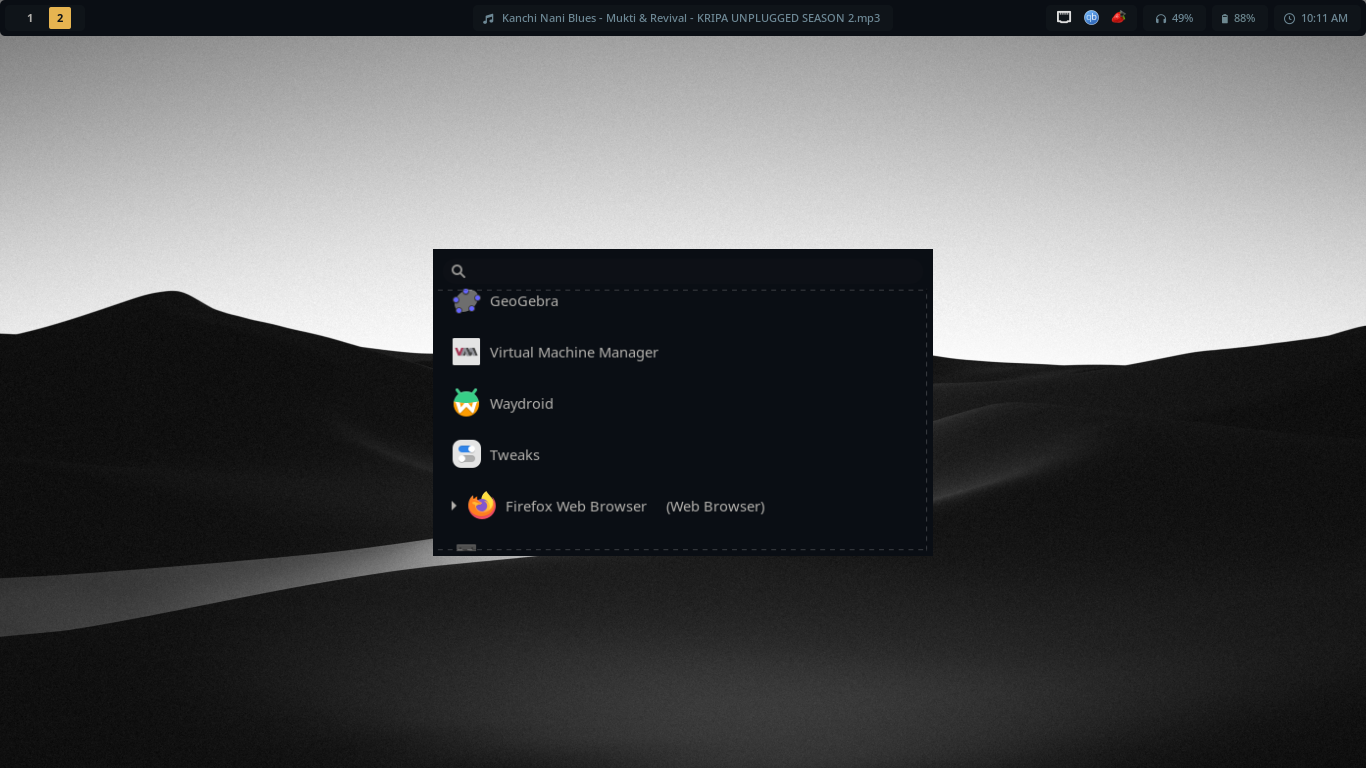 1 2 Kanchi Nani Blues - Mukti & Revival - KRIPA UNPLUGGED SEASON 2.mp3 qb 49% 88% 10:11 AM
GeoGebra
Virtual Machine Manager
Waydroid
Tweaks
Firefox Web Browser (Web Browser)